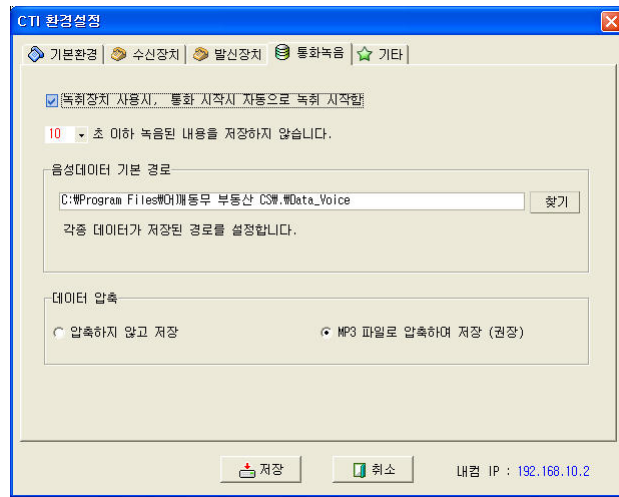 CTI 환경설정
기본환경 수신장치 발신장치 통화녹음 기타
녹취장치 사용시, 통화 시작시 자동으로 녹취 시작함
10 초 이하 녹음된 내용을 저장하지 않습니다.
음성데이터 기본 경로
C:₩Program Files₩어깨동무 부동산 CS₩.₩Data_Voice 찾기
각종 데이터가 저장된 경로를 설정합니다.
데이터 압축
압축하지 않고 저장 MP3 파일로 압축하여 저장 (권장)
저장 취소 내컴 IP : 192.168.10.2